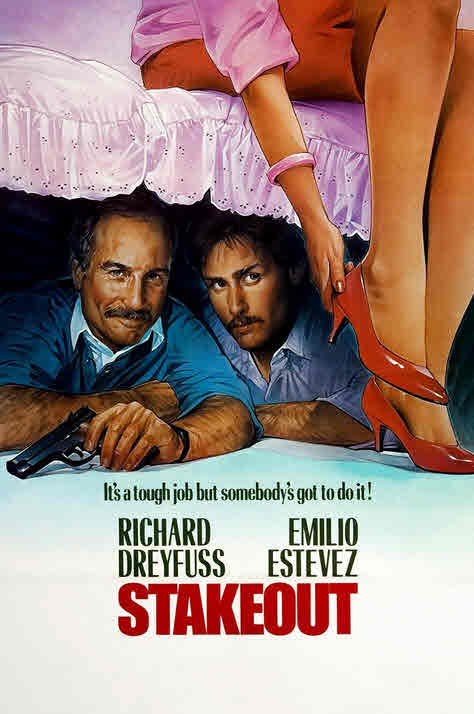 It's a tough job but somebody's got to do it!
RICHARD EMILIO
DREYFUSS ESTEVEZ
STAKEOUT